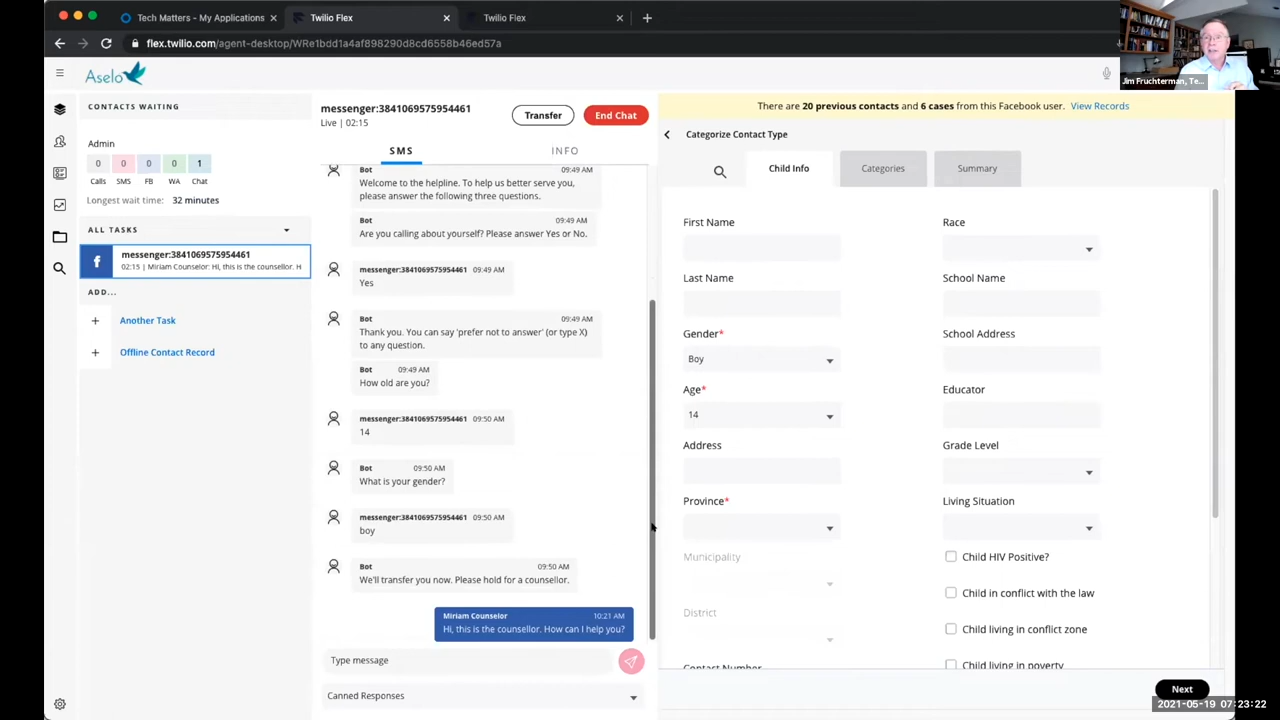 Tech Matters - My Applications
Twilio Flex
Twilio Flex
flex.twilio.com/agent-desktop/WRe1bdd1a4af898290d8cd6558b46ed57a
Jim Fruchterman, Te...
Aselo
CONTACTS WAITING
Admin
0 0 0 0 1
Calls SMS FB WA Chat
Longest wait time: 32 minutes
ALL TASKS
messenger:3841069575954461
02:15 | Miriam Counselor: Hi, this is the counsellor. H
ADD...
+ Another Task
+ Offline Contact Record
messenger:3841069575954461
Live | 02:15
Transfer
End Chat
SMS
INFO
Bot 09:49 AM
Welcome to the helpline. To help us better serve you,
please answer the following three questions.
Bot 09:49 AM
Are you calling about yourself? Please answer Yes or No.
messenger:3841069575954461 09:49 AM
Yes
Bot 09:49 AM
Thank you. You can say 'prefer not to answer' (or type X)
to any question.
Bot 09:49 AM
How old are you?
messenger:3841069575954461 09:50 AM
14
Bot 09:50 AM
What is your gender?
messenger:3841069575954461 09:50 AM
boy
Bot 09:50 AM
We'll transfer you now. Please hold for a counsellor.
Miriam Counselor 10:21 AM
Hi, this is the counsellor. How can I help you?
Type message
Canned Responses
There are 20 previous contacts and 6 cases from this Facebook user. View Records
Categorize Contact Type
Child Info
Categories
Summary
First Name
Last Name
Gender*
Boy
Age*
14
Address
Province*
Municipality
District
Contact Number
Race
School Name
School Address
Educator
Grade Level
Living Situation
Child HIV Positive?
Child in conflict with the law
Child living in conflict zone
Child living in poverty
Next
2021-05-19 07:23:22